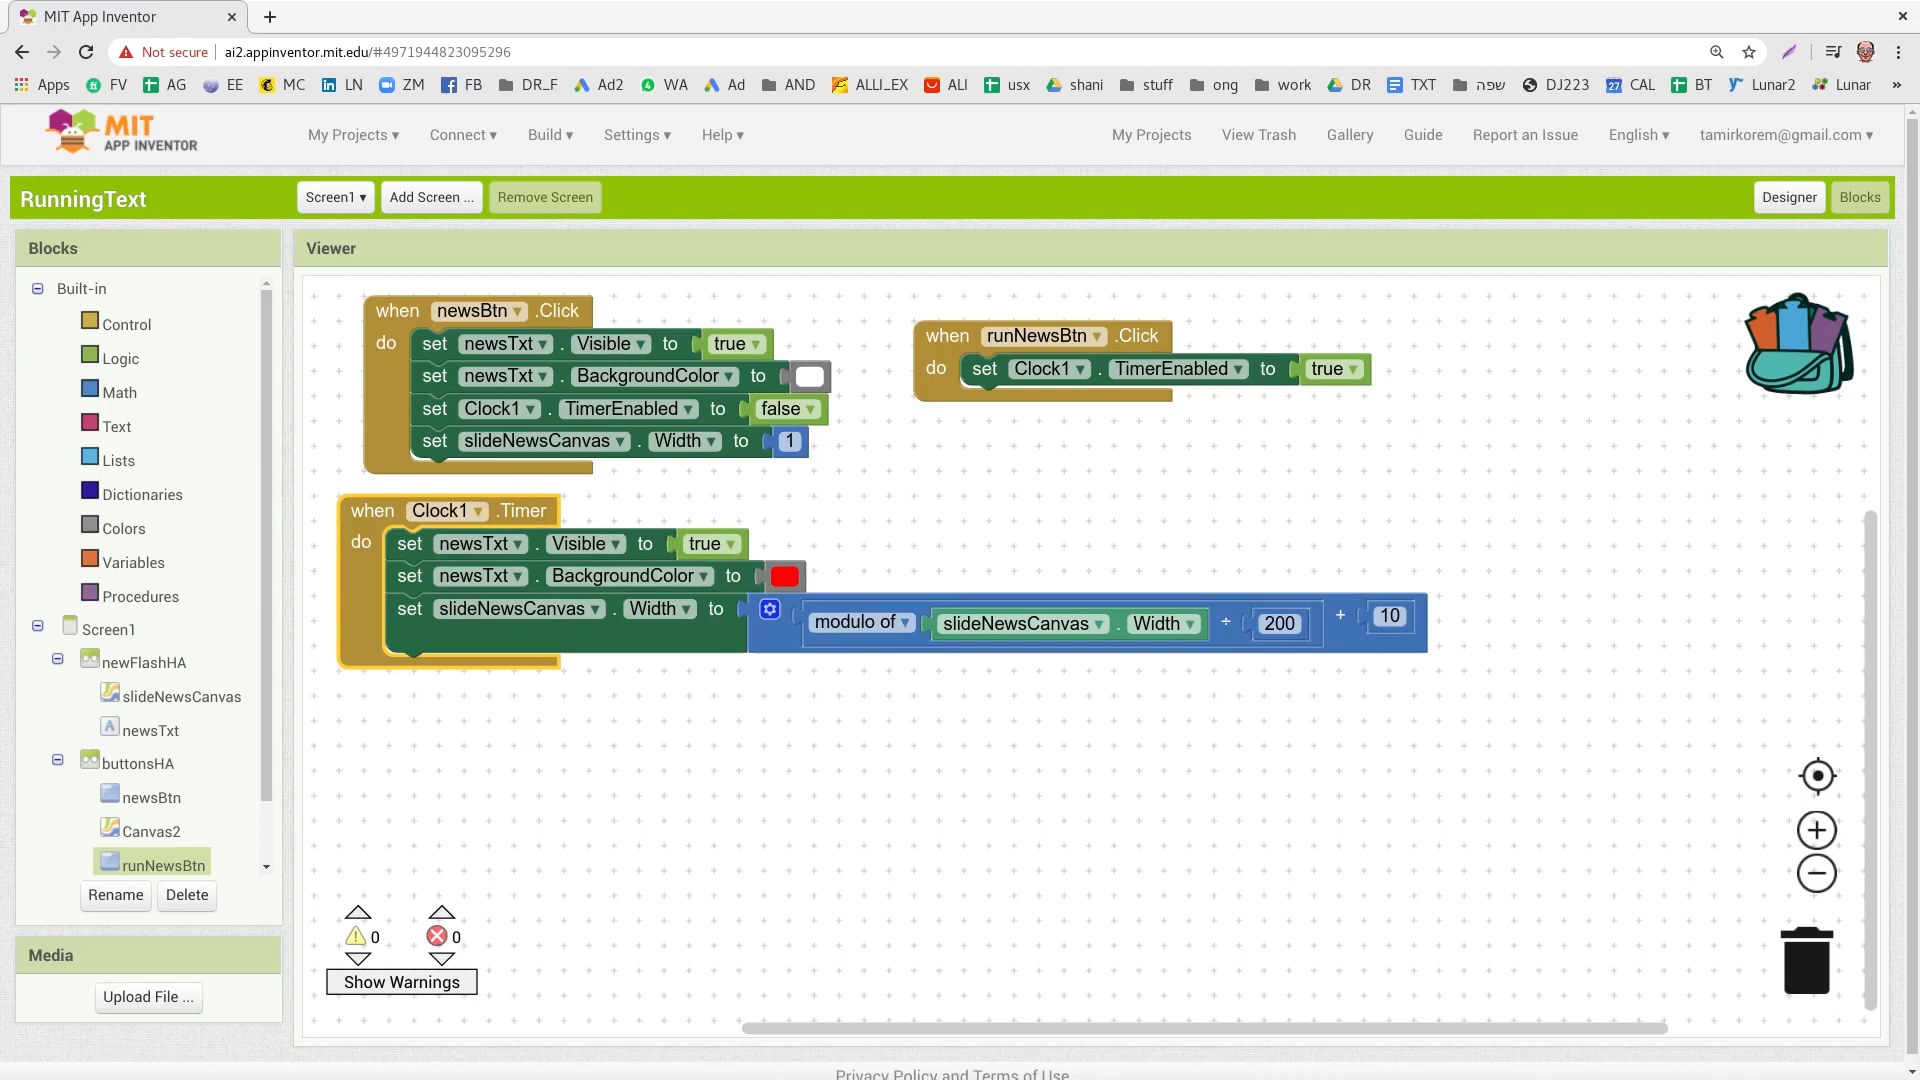 MIT App Inventor
Not secure ai2.appinventor.mit.edu/#4971944823095296
Apps FV AG EE MC LN ZM FB DR_F Ad2 WA Ad AND ALLI_EX ALI usx shani stuff ong work DR TXT שפה DJ223 CAL BT Lunar2 Lunar »
MIT
APP INVENTOR
My Projects ▾ Connect ▾ Build ▾ Settings ▾ Help ▾ My Projects View Trash Gallery Guide Report an Issue English ▾ tamirkorem@gmail.com ▾
RunningText Screen1 ▾ Add Screen ... Remove Screen Designer Blocks
Blocks
Built-in
Control
Logic
Math
Text
Lists
Dictionaries
Colors
Variables
Procedures
Screen1
newFlashHA
slideNewsCanvas
newsTxt
buttonsHA
newsBtn
Canvas2
runNewsBtn
Rename Delete
Media
Upload File ...
Viewer
when newsBtn .Click
do set newsTxt . Visible to true
set newsTxt . BackgroundColor to
set Clock1 . TimerEnabled to false
set slideNewsCanvas . Width to 1
when runNewsBtn .Click
do set Clock1 . TimerEnabled to true
when Clock1 .Timer
do set newsTxt . Visible to true
set newsTxt . BackgroundColor to
set slideNewsCanvas . Width to modulo of slideNewsCanvas . Width ÷ 200 + 10
0 0
Show Warnings
Privacy Policy and Terms of Use